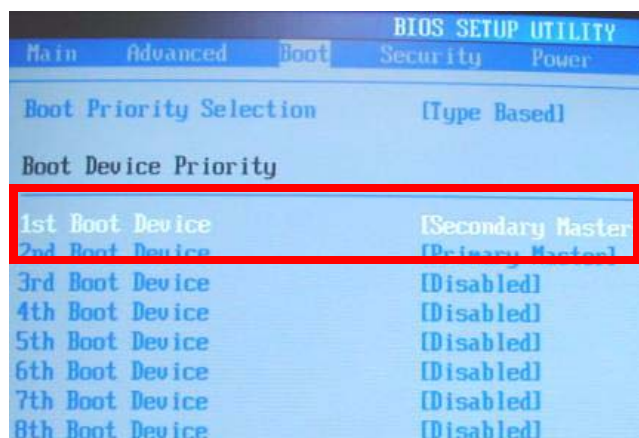 BIOS SETUP UTILITY
Main Advanced Boot Security Power
Boot Priority Selection [Type Based]
Boot Device Priority
1st Boot Device [Secondary Master
2nd Boot Device [Primary Master]
3rd Boot Device [Disabled]
4th Boot Device [Disabled]
5th Boot Device [Disabled]
6th Boot Device [Disabled]
7th Boot Device [Disabled]
8th Boot Device [Disabled]